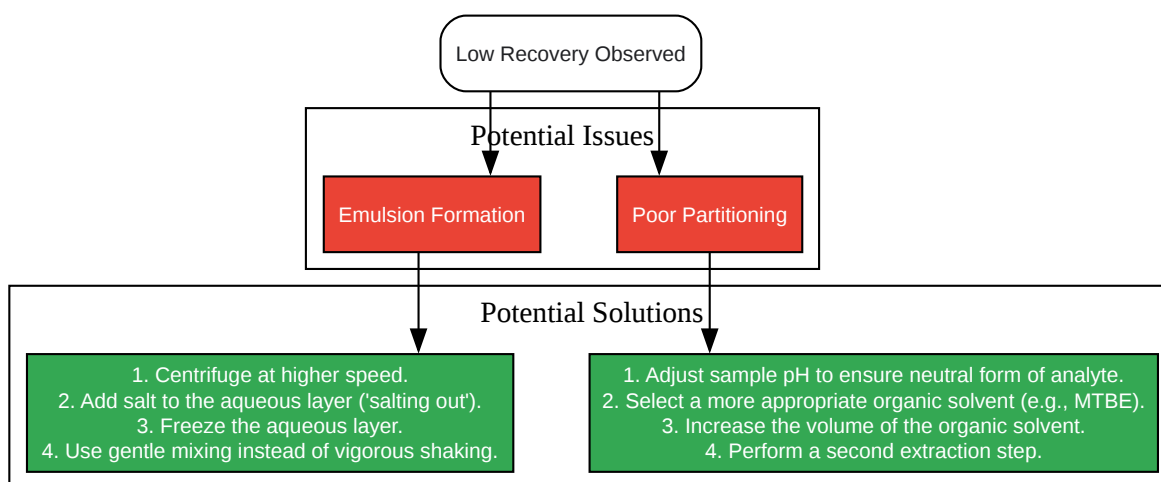 Low Recovery Observed
Potential Issues
Emulsion Formation
Poor Partitioning
Potential Solutions
1. Centrifuge at higher speed.
2. Add salt to the aqueous layer ('salting out').
3. Freeze the aqueous layer.
4. Use gentle mixing instead of vigorous shaking.
1. Adjust sample pH to ensure neutral form of analyte.
2. Select a more appropriate organic solvent (e.g., MTBE).
3. Increase the volume of the organic solvent.
4. Perform a second extraction step.